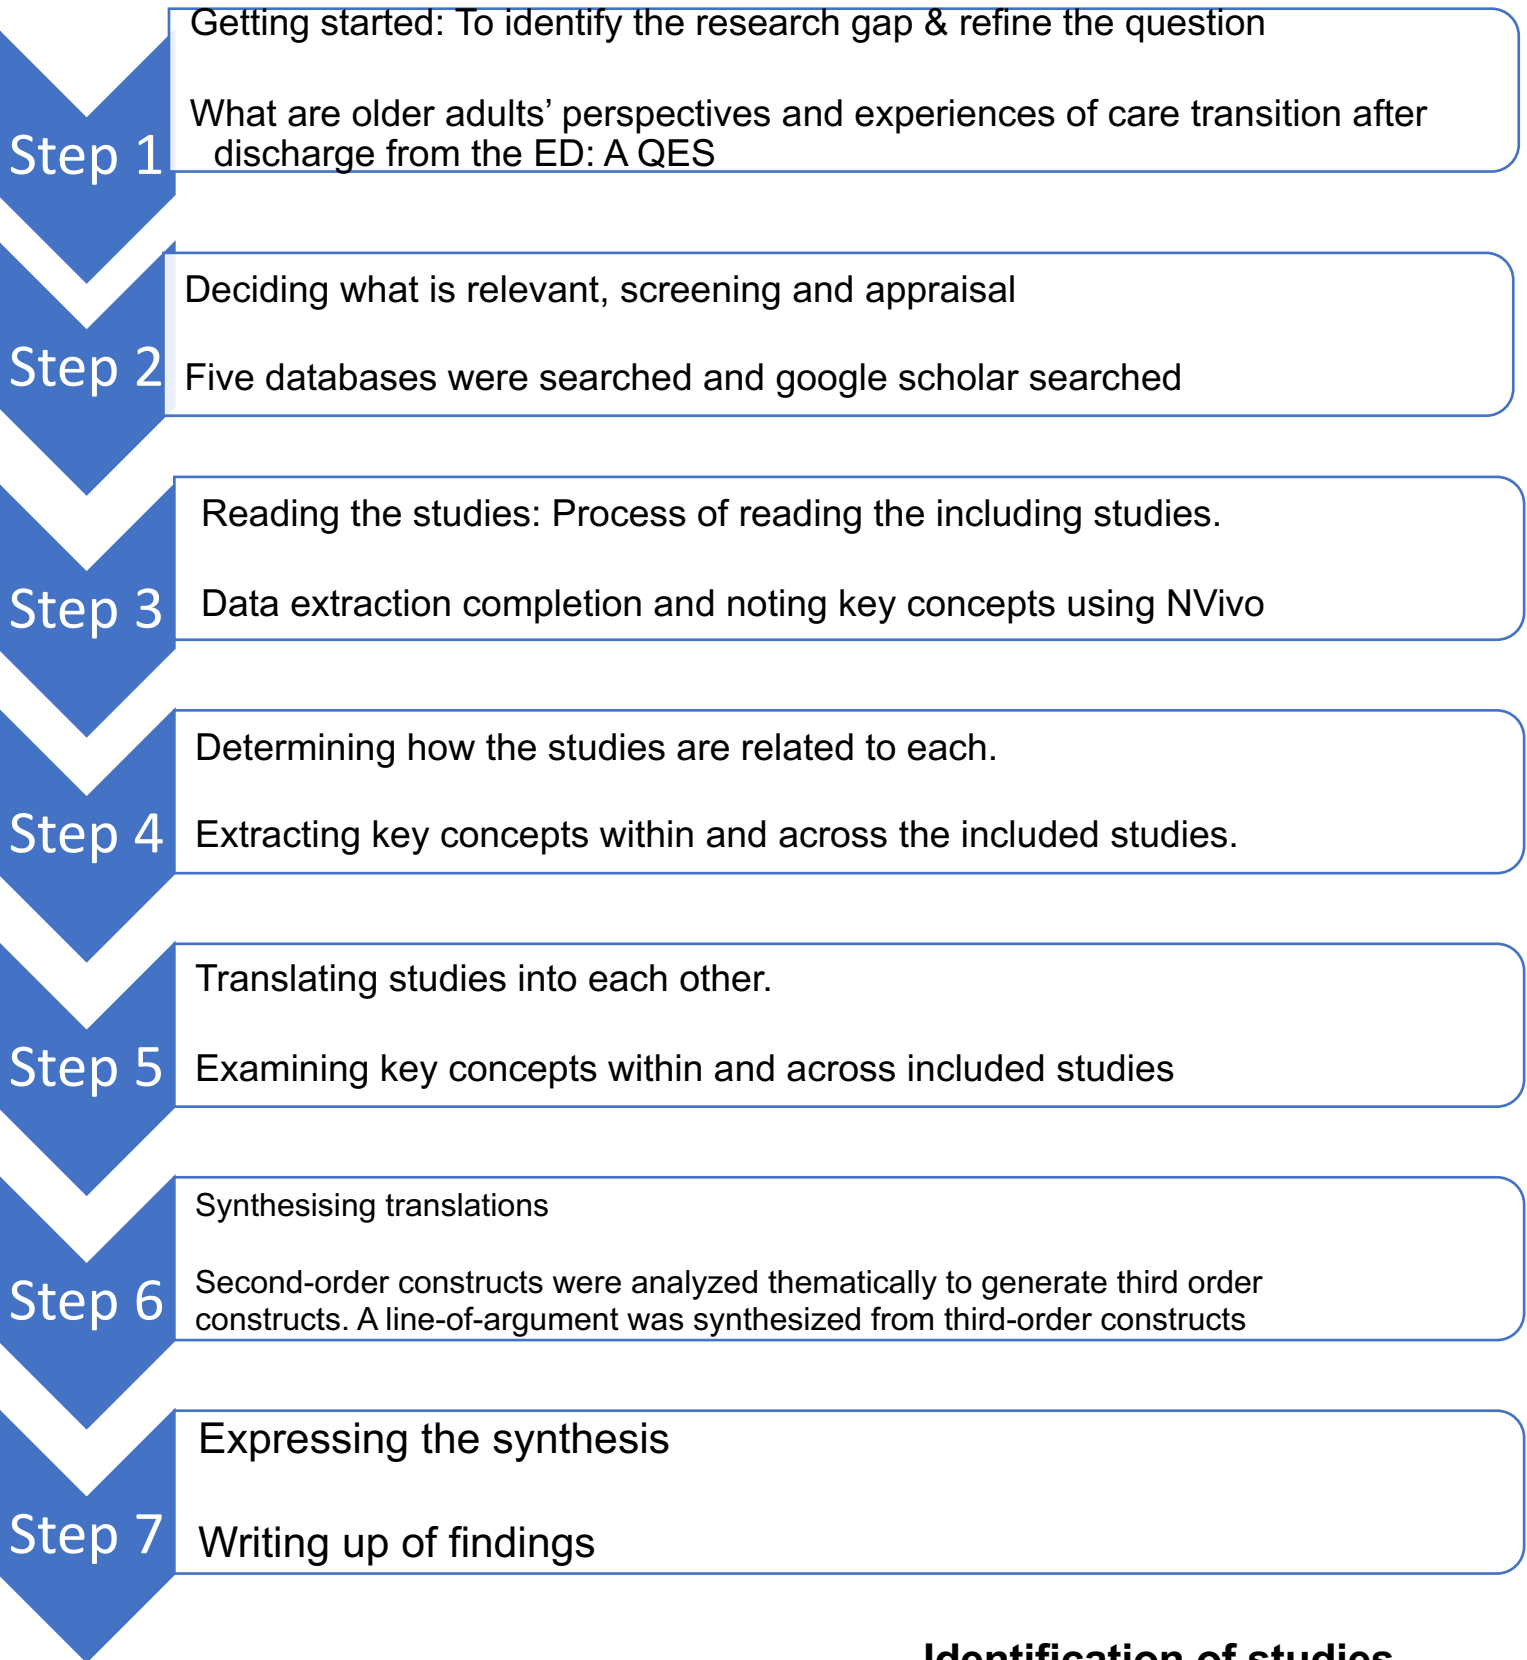 Getting started: To identify the research gap & refine the question
What are older adults’ perspectives and experiences of care transition after
discharge from the ED: A QES
Step 1
Deciding what is relevant, screening and appraisal
Five databases were searched and google scholar searched
Step 2
Reading the studies: Process of reading the including studies.
Data extraction completion and noting key concepts using NVivo
Step 3
Determining how the studies are related to each.
Extracting key concepts within and across the included studies.
Step 4
Translating studies into each other.
Examining key concepts within and across included studies
Step 5
Synthesising translations
Second-order constructs were analyzed thematically to generate third order
constructs. A line-of-argument was synthesized from third-order constructs
Step 6
Expressing the synthesis
Writing up of findings
Step 7
Identification of studies